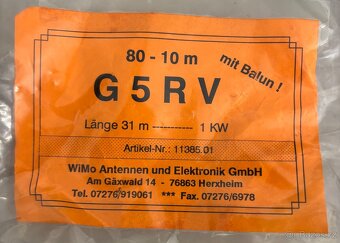 80 - 10 m
mit Balun !
G 5 R V
Länge 31 m ----------- 1 KW
Artikel-Nr.: 11385.01
WiMo Antennen und Elektronik GmbH
Am Gäxwald 14 - 76863 Herxheim
Tel. 07276/919061 *** Fax. 07276/6978